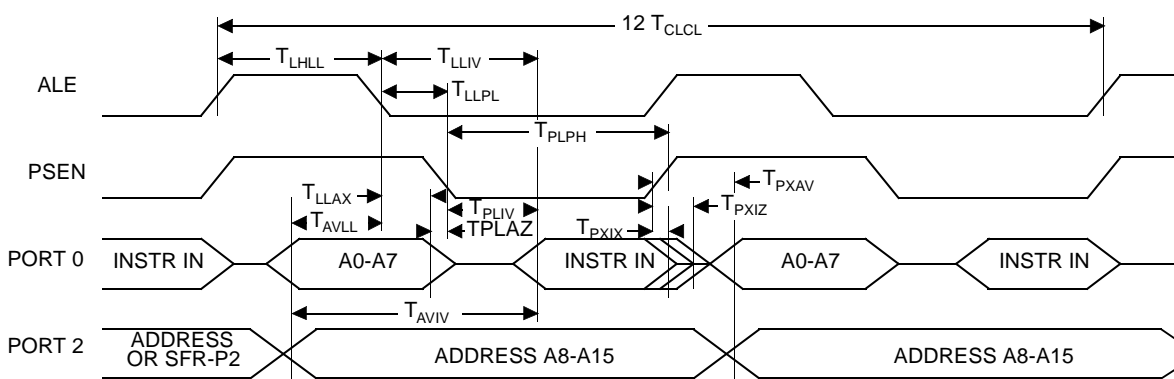 12 TCLCL
TLHLL
TLLIV
ALE
TLLPL
TPLPH
PSEN
TLLAX
TPXAV
TPLIV
TPXIZ
TAVLL
TPLAZ
TPXIX
PORT 0
INSTR IN
A0-A7
INSTR IN
A0-A7
INSTR IN
TAVIV
PORT 2
ADDRESS
OR SFR-P2
ADDRESS A8-A15
ADDRESS A8-A15